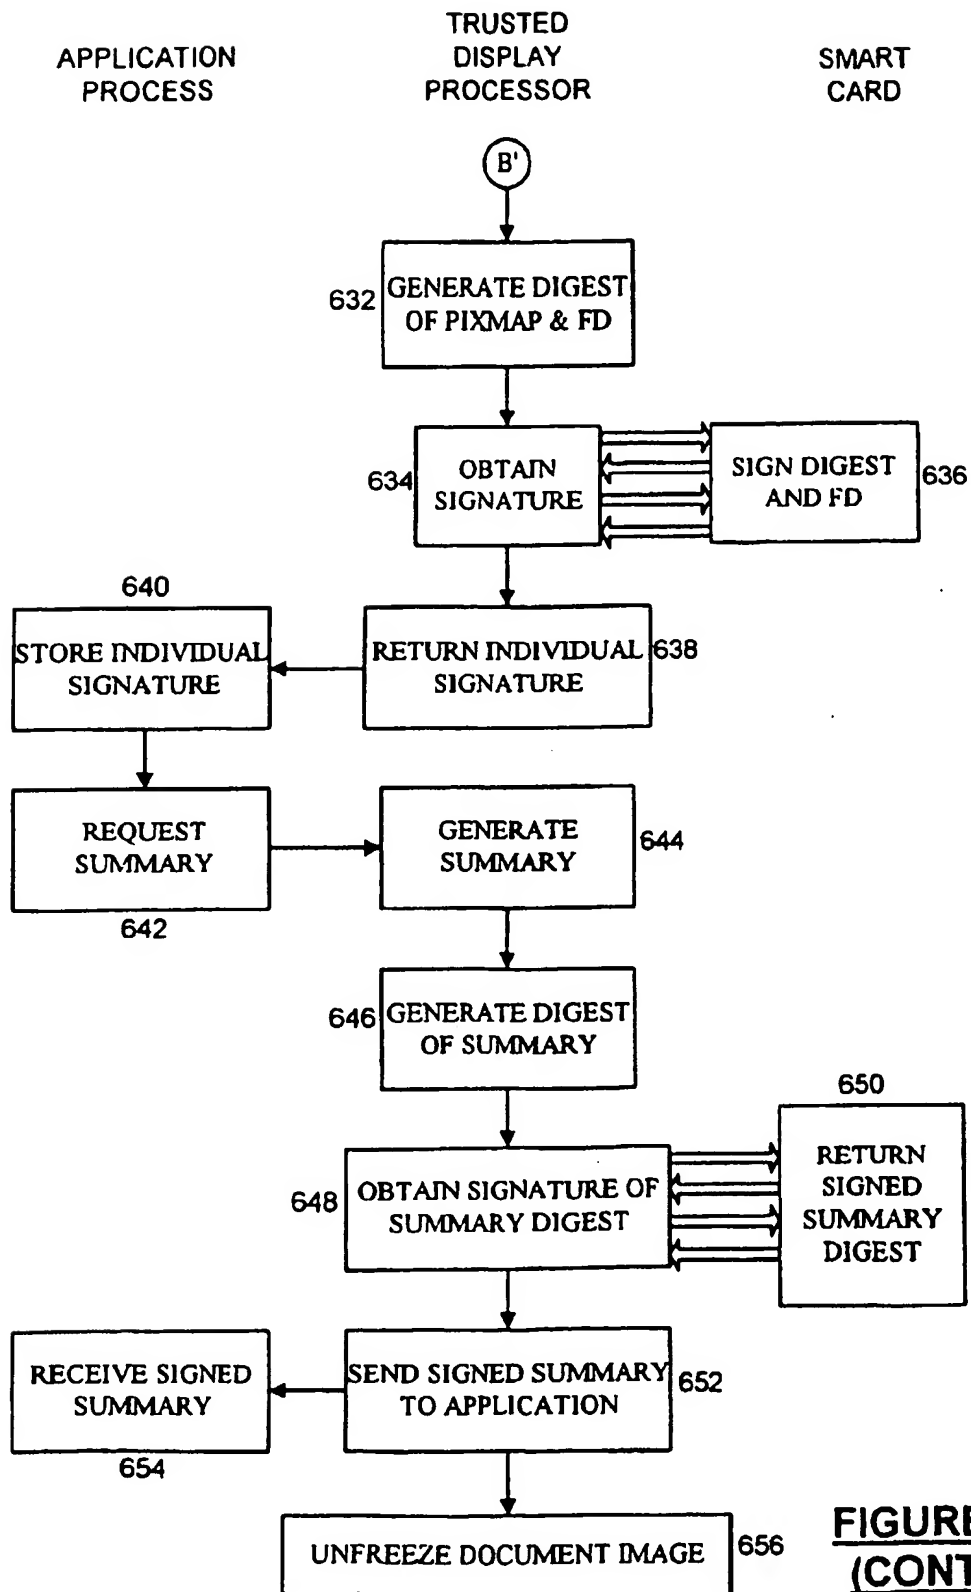 APPLICATION
PROCESS
TRUSTED
DISPLAY
PROCESSOR
SMART
CARD
B'
632
GENERATE DIGEST
OF PIXMAP & FD
634
OBTAIN
SIGNATURE
SIGN DIGEST
AND FD
636
640
STORE INDIVIDUAL
SIGNATURE
RETURN INDIVIDUAL
SIGNATURE
638
REQUEST
SUMMARY
642
GENERATE
SUMMARY
644
646
GENERATE DIGEST
OF SUMMARY
648
OBTAIN SIGNATURE OF
SUMMARY DIGEST
650
RETURN
SIGNED
SUMMARY
DIGEST
RECEIVE SIGNED
SUMMARY
654
SEND SIGNED SUMMARY
TO APPLICATION
652
UNFREEZE DOCUMENT IMAGE
656
FIGURE
(CONT